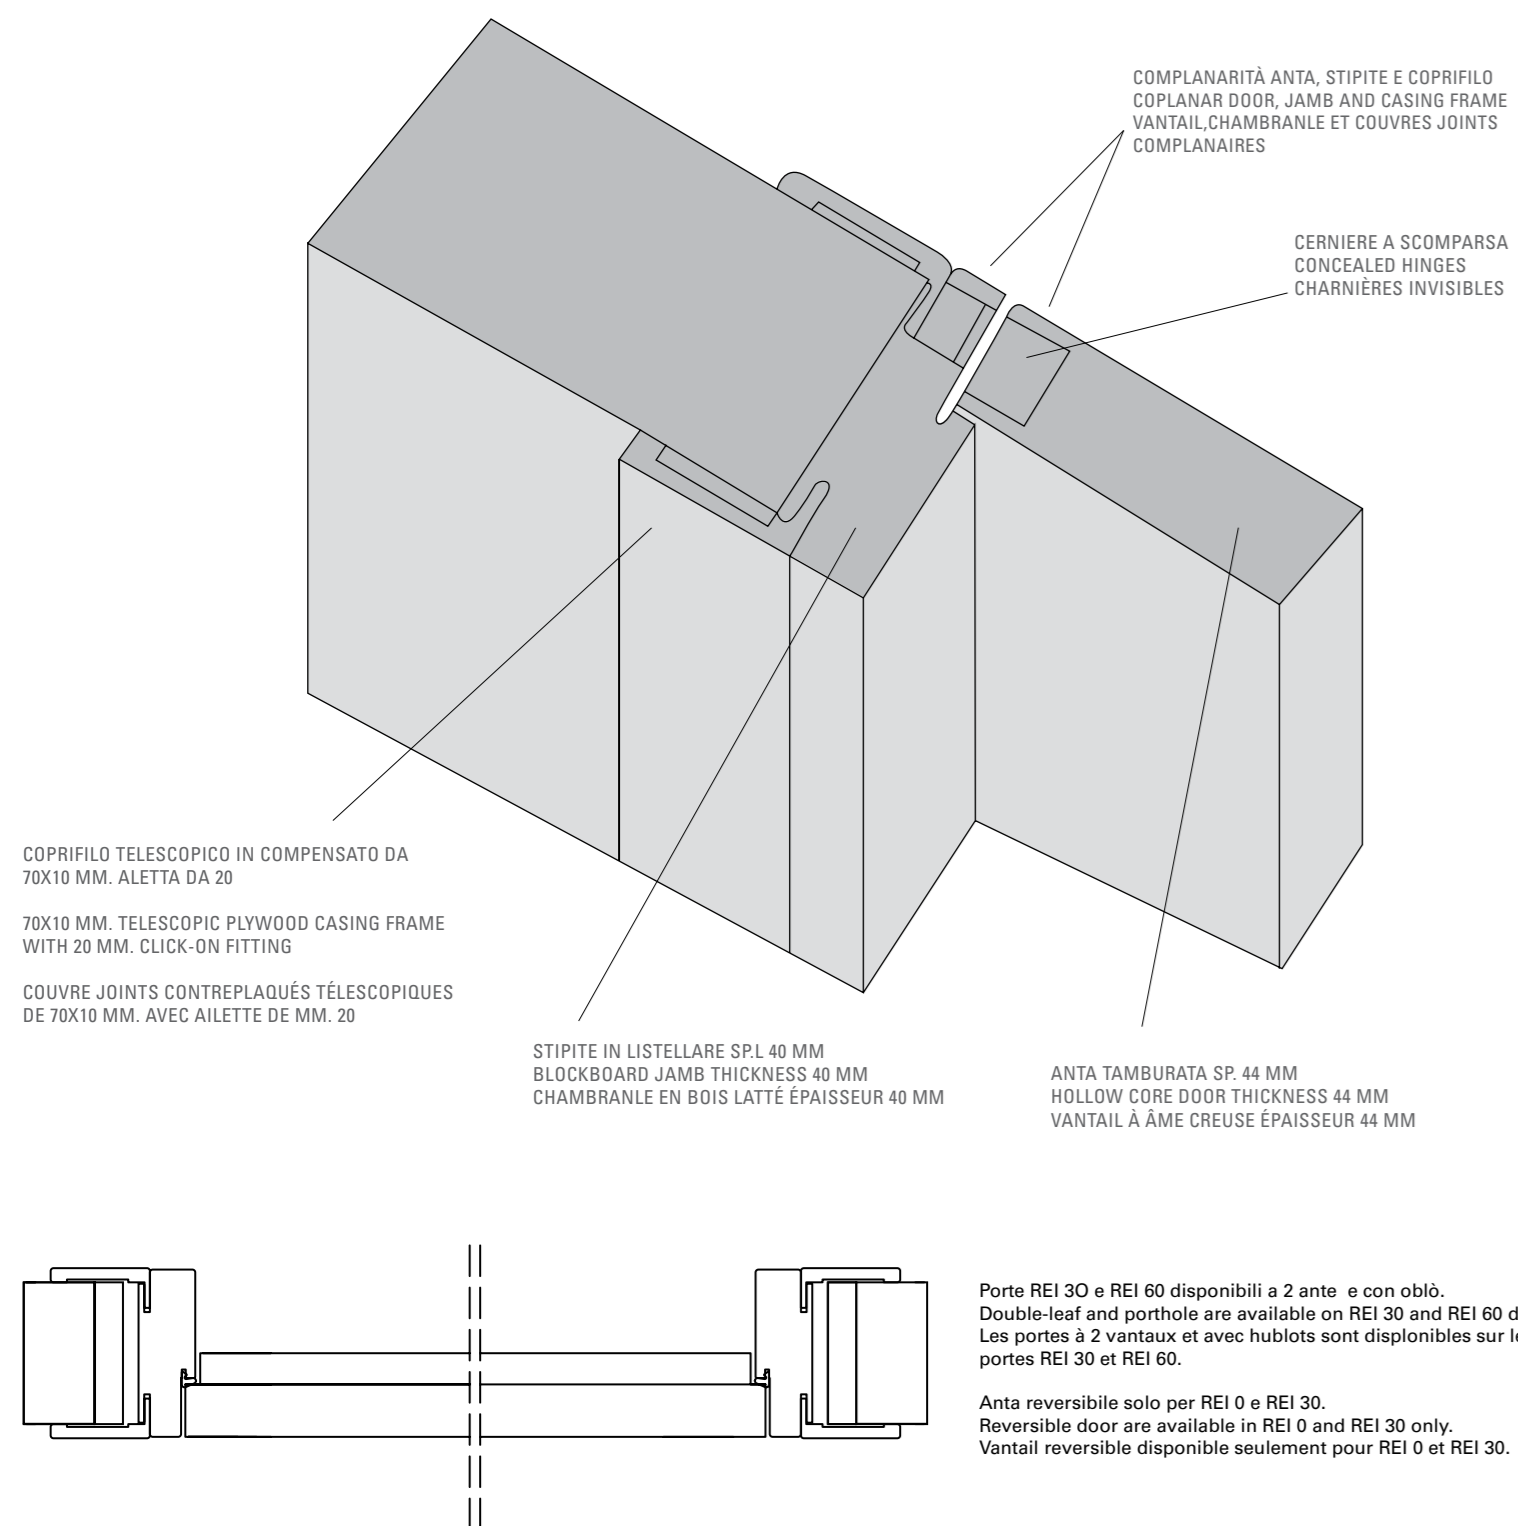 COMPLANARITÀ ANTA, STIPITE E COPRIFILO
COPLANAR DOOR, JAMB AND CASING FRAME
VANTAIL,CHAMBRANLE ET COUVRES JOINTS
COMPLANAIRES
CERNIERE A SCOMPARSA
CONCEALED HINGES
CHARNIÈRES INVISIBLES
COPRIFILO TELESCOPICO IN COMPENSATO DA
70X10 MM. ALETTA DA 20
70X10 MM. TELESCOPIC PLYWOOD CASING FRAME
WITH 20 MM. CLICK-ON FITTING
COUVRE JOINTS CONTREPLAQUÉS TÉLESCOPIQUES
DE 70X10 MM. AVEC AILETTE DE MM. 20
STIPITE IN LISTELLARE SP.L 40 MM
BLOCKBOARD JAMB THICKNESS 40 MM
CHAMBRANLE EN BOIS LATTÉ ÉPAISSEUR 40 MM
ANTA TAMBURATA SP. 44 MM
HOLLOW CORE DOOR THICKNESS 44 MM
VANTAIL À ÂME CREUSE ÉPAISSEUR 44 MM
Porte REI 3O e REI 60 disponibili a 2 ante e con oblò.
Double-leaf and porthole are available on REI 30 and REI 60
Les portes à 2 vantaux et avec hublots sont displonibles sur
portes REI 30 et REI 60.
Anta reversibile solo per REI 0 e REI 30.
Reversible door are available in REI 0 and REI 30 only.
Vantail reversible disponible seulement pour REI 0 et REI 30.